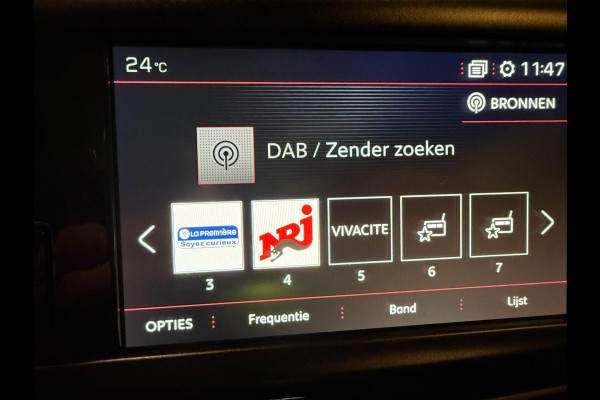 24°C 11:47
BRONNEN
DAB / Zender zoeken
LA PREMIÈRE
Soyez curieux
NRJ
VIVACITE
3 4 5 6 7
OPTIES Frequentie Band Lijst